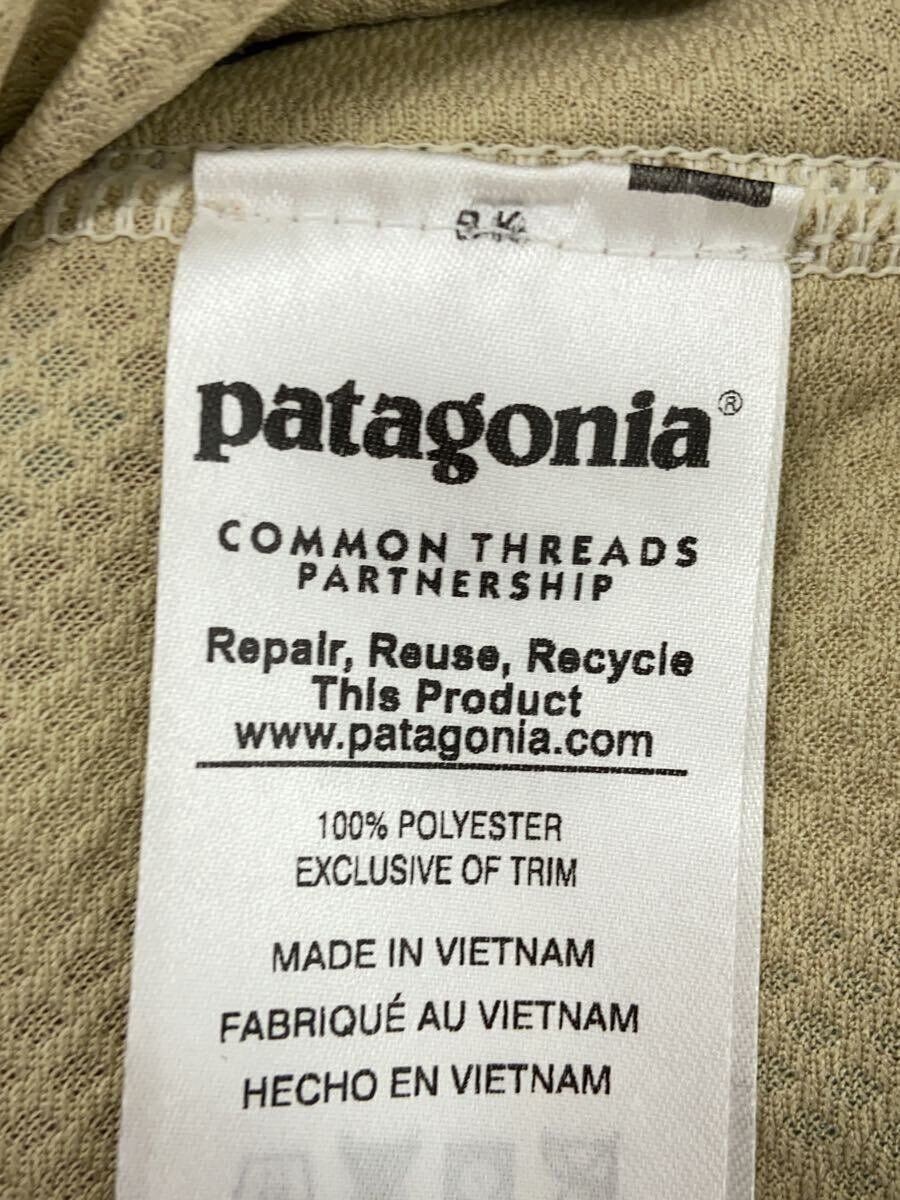 patagonia®
COMMON THREADS
PARTNERSHIP
Repair, Reuse, Recycle
This Product
www.patagonia.com
100% POLYESTER
EXCLUSIVE OF TRIM
MADE IN VIETNAM
FABRIQUÉ AU VIETNAM
HECHO EN VIETNAM